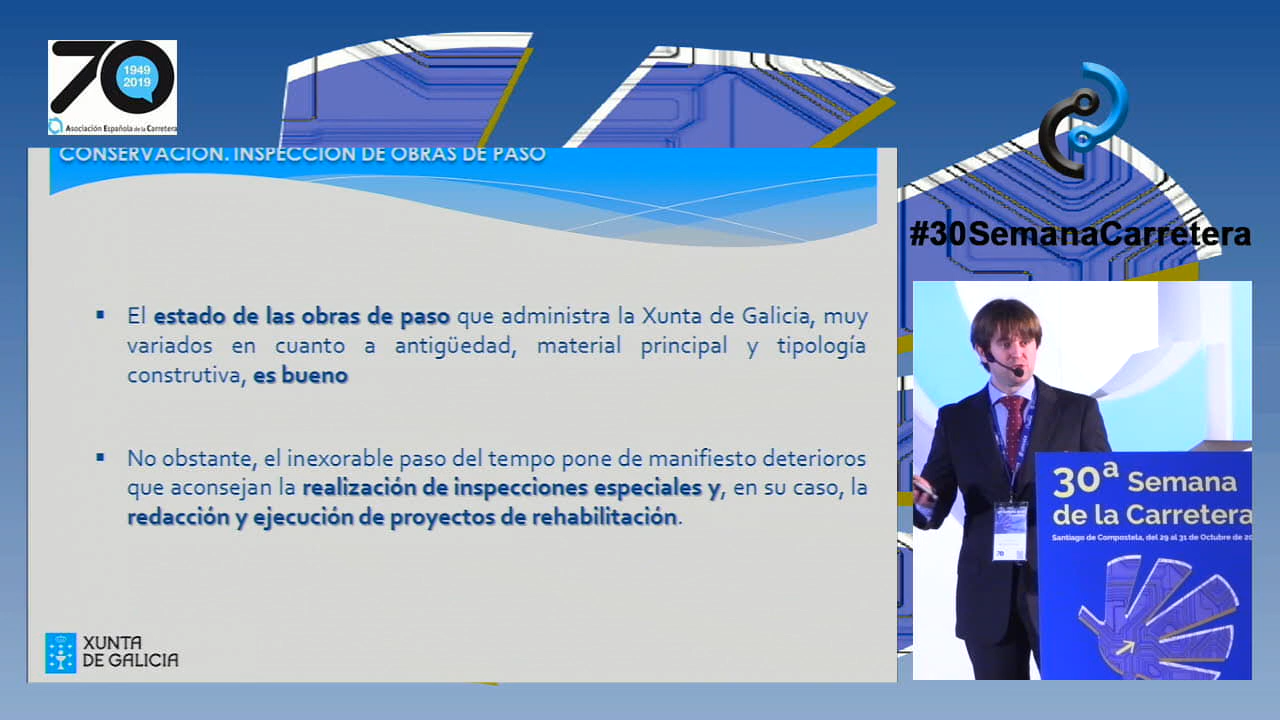 70
1949
2019
Asociación Española de la Carretera
CONSERVACIÓN. INSPECCIÓN DE OBRAS DE PASO
#30SemanaCarretera
▪ El estado de las obras de paso que administra la Xunta de Galicia, muy
variados en cuanto a antigüedad, material principal y tipología
construtiva, es bueno
▪ No obstante, el inexorable paso del tempo pone de manifiesto deterioros
que aconsejan la realización de inspecciones especiales y, en su caso, la
redacción y ejecución de proyectos de rehabilitación.
XUNTA
DE GALICIA
30ª Semana
de la Carretera
Santiago de Compostela, del 29 al 31 de Octubre de